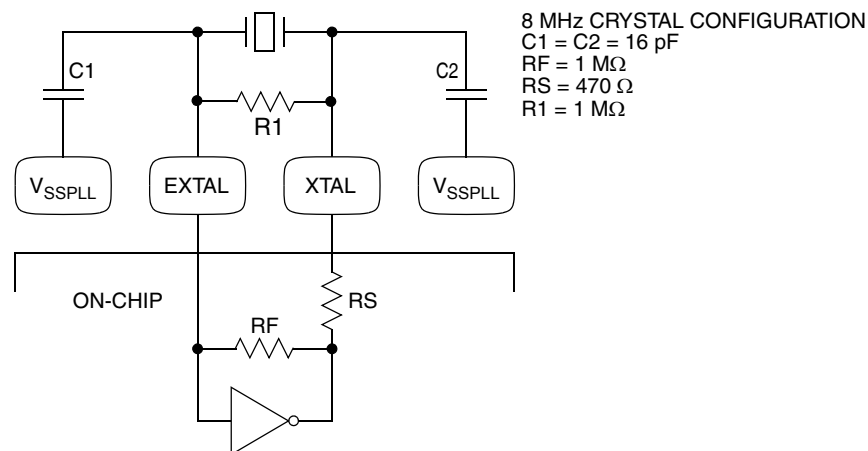 8 MHz CRYSTAL CONFIGURATION
C1 = C2 = 16 pF
RF = 1 MΩ
RS = 470 Ω
R1 = 1 MΩ
C1
C2
R1
VSSPLL
EXTAL
XTAL
VSSPLL
ON-CHIP
RS
RF